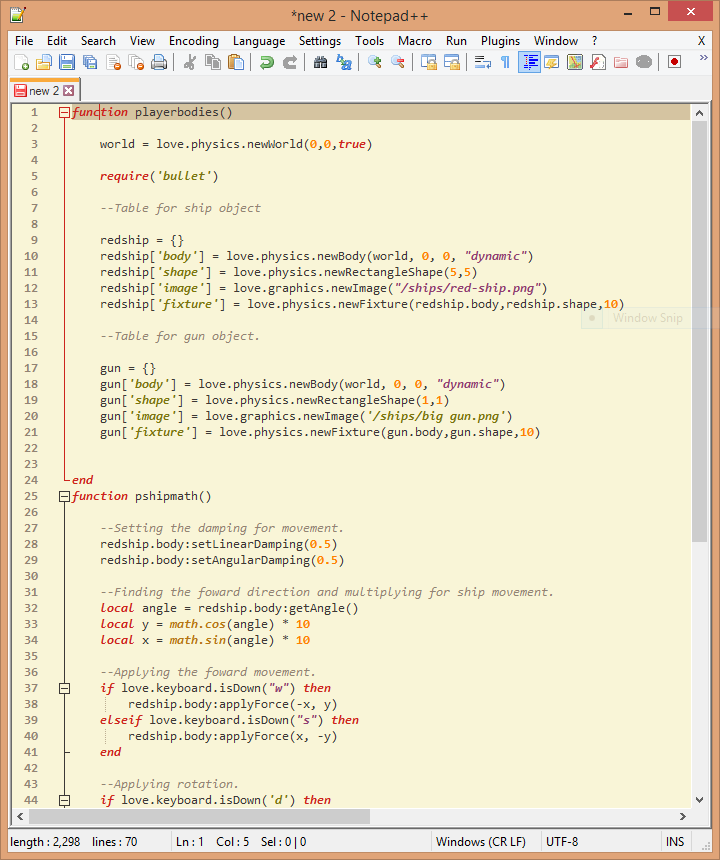 *new 2 - Notepad++
File Edit Search View Encoding Language Settings Tools Macro Run Plugins Window ? X
new 2
1 function playerbodies()
2
3 world = love.physics.newWorld(0,0,true)
4
5 require('bullet')
6
7 --Table for ship object
8
9 redship = {}
10 redship['body'] = love.physics.newBody(world, 0, 0, "dynamic")
11 redship['shape'] = love.physics.newRectangleShape(5,5)
12 redship['image'] = love.graphics.newImage("/ships/red-ship.png")
13 redship['fixture'] = love.physics.newFixture(redship.body,redship.shape,10)
Window Snip
14
15 --Table for gun object.
16
17 gun = {}
18 gun['body'] = love.physics.newBody(world, 0, 0, "dynamic")
19 gun['shape'] = love.physics.newRectangleShape(1,1)
20 gun['image'] = love.graphics.newImage('/ships/big gun.png')
21 gun['fixture'] = love.physics.newFixture(gun.body,gun.shape,10)
22
23
24 end
25 function pshipmath()
26
27 --Setting the damping for movement.
28 redship.body:setLinearDamping(0.5)
29 redship.body:setAngularDamping(0.5)
30
31 --Finding the foward direction and multiplying for ship movement.
32 local angle = redship.body:getAngle()
33 local y = math.cos(angle) * 10
34 local x = math.sin(angle) * 10
35
36 --Applying the foward movement.
37 if love.keyboard.isDown("w") then
38 redship.body:applyForce(-x, y)
39 elseif love.keyboard.isDown("s") then
40 redship.body:applyForce(x, -y)
41 end
42
43 --Applying rotation.
44 if love.keyboard.isDown('d') then
length : 2,298 lines : 70 Ln : 1 Col : 5 Sel : 0 | 0 Windows (CR LF) UTF-8 INS